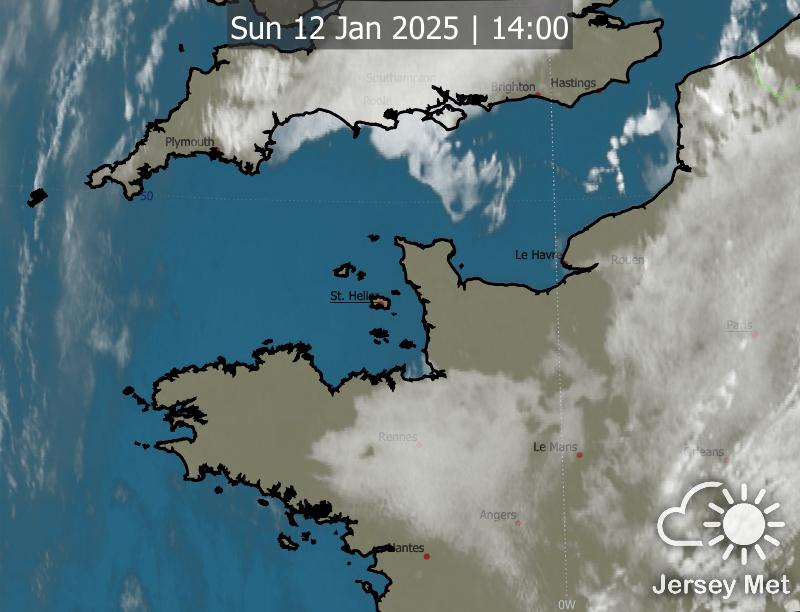 Sun 12 Jan 2025 | 14:00
Southampton
Brighton
Hastings
Poole
Plymouth
50
Le Havre
Rouen
St. Helier
Paris
Rennes
Le Mans
Orleans
Angers
Nantes
0W
Jersey Met